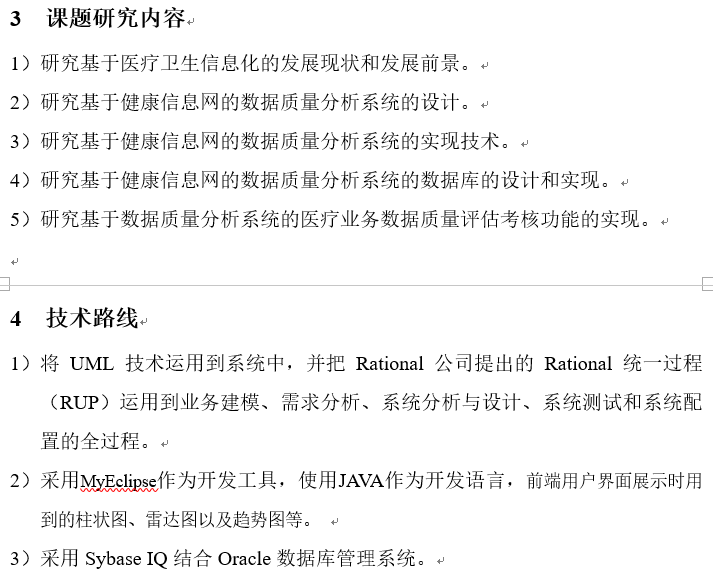 3 课题研究内容
1）研究基于医疗卫生信息化的发展现状和发展前景。
2）研究基于健康信息网的数据质量分析系统的设计。
3）研究基于健康信息网的数据质量分析系统的实现技术。
4）研究基于健康信息网的数据质量分析系统的数据库的设计和实现。
5）研究基于数据质量分析系统的医疗业务数据质量评估考核功能的实现。
4 技术路线
1）将 UML 技术运用到系统中，并把 Rational 公司提出的 Rational 统一过程
（RUP）运用到业务建模、需求分析、系统分析与设计、系统测试和系统配
置的全过程。
2）采用MyEclipse作为开发工具，使用JAVA作为开发语言，前端用户界面展示时用
到的柱状图、雷达图以及趋势图等。
3）采用 Sybase IQ 结合 Oracle 数据库管理系统。